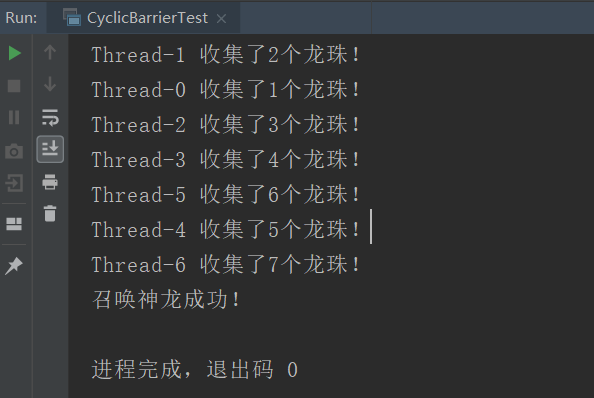 Run: CyclicBarrierTest ×
Thread-1 收集了2个龙珠!
Thread-0 收集了1个龙珠!
Thread-2 收集了3个龙珠!
Thread-3 收集了4个龙珠!
Thread-5 收集了6个龙珠!
Thread-4 收集了5个龙珠!
Thread-6 收集了7个龙珠!
召唤神龙成功!
进程完成，退出码 0